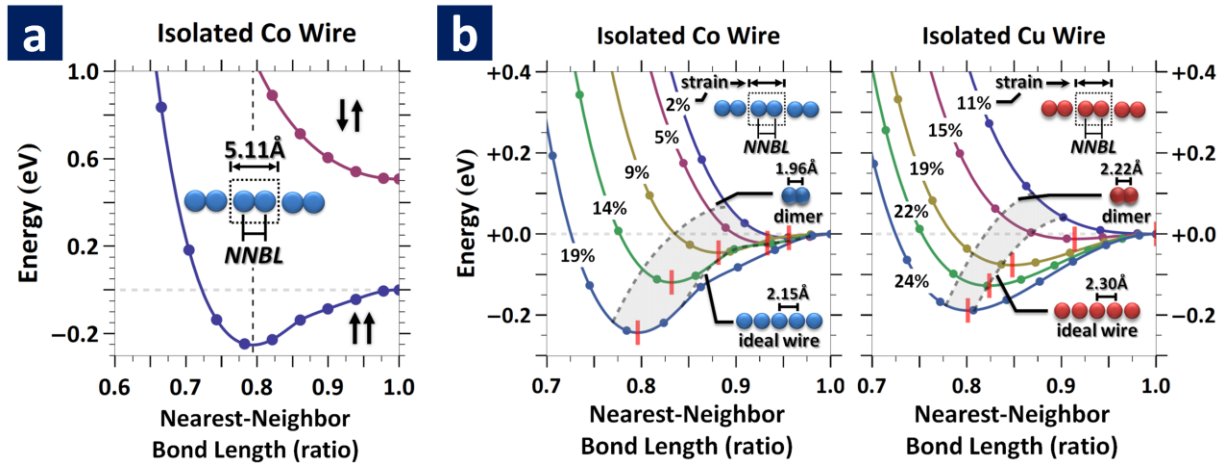 a
Isolated Co Wire
Energy (eV)
1.0
0.6
0.2
−0.2
5.11Å
NNBL
↓↑
↑↑
0.6 0.7 0.8 0.9 1.0
Nearest-Neighbor
Bond Length (ratio)
b
Isolated Co Wire
Energy (eV)
+0.4
+0.2
+0.0
-0.2
strain
2%
5%
9%
14%
19%
NNBL
1.96Å
dimer
2.15Å
ideal wire
0.7 0.8 0.9 1.0
Nearest-Neighbor
Bond Length (ratio)
Isolated Cu Wire
11%
strain
15%
19%
22%
24%
NNBL
2.22Å
dimer
2.30Å
ideal wire
+0.4
+0.2
+0.0
-0.2
0.7 0.8 0.9 1.0
Nearest-Neighbor
Bond Length (ratio)